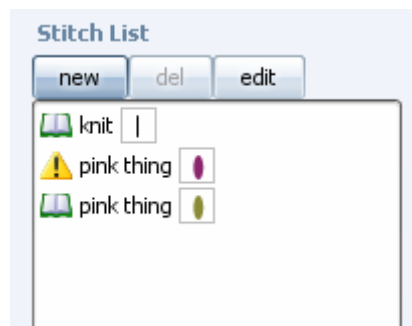 Stitch List
new del edit
knit |
pink thing
pink thing